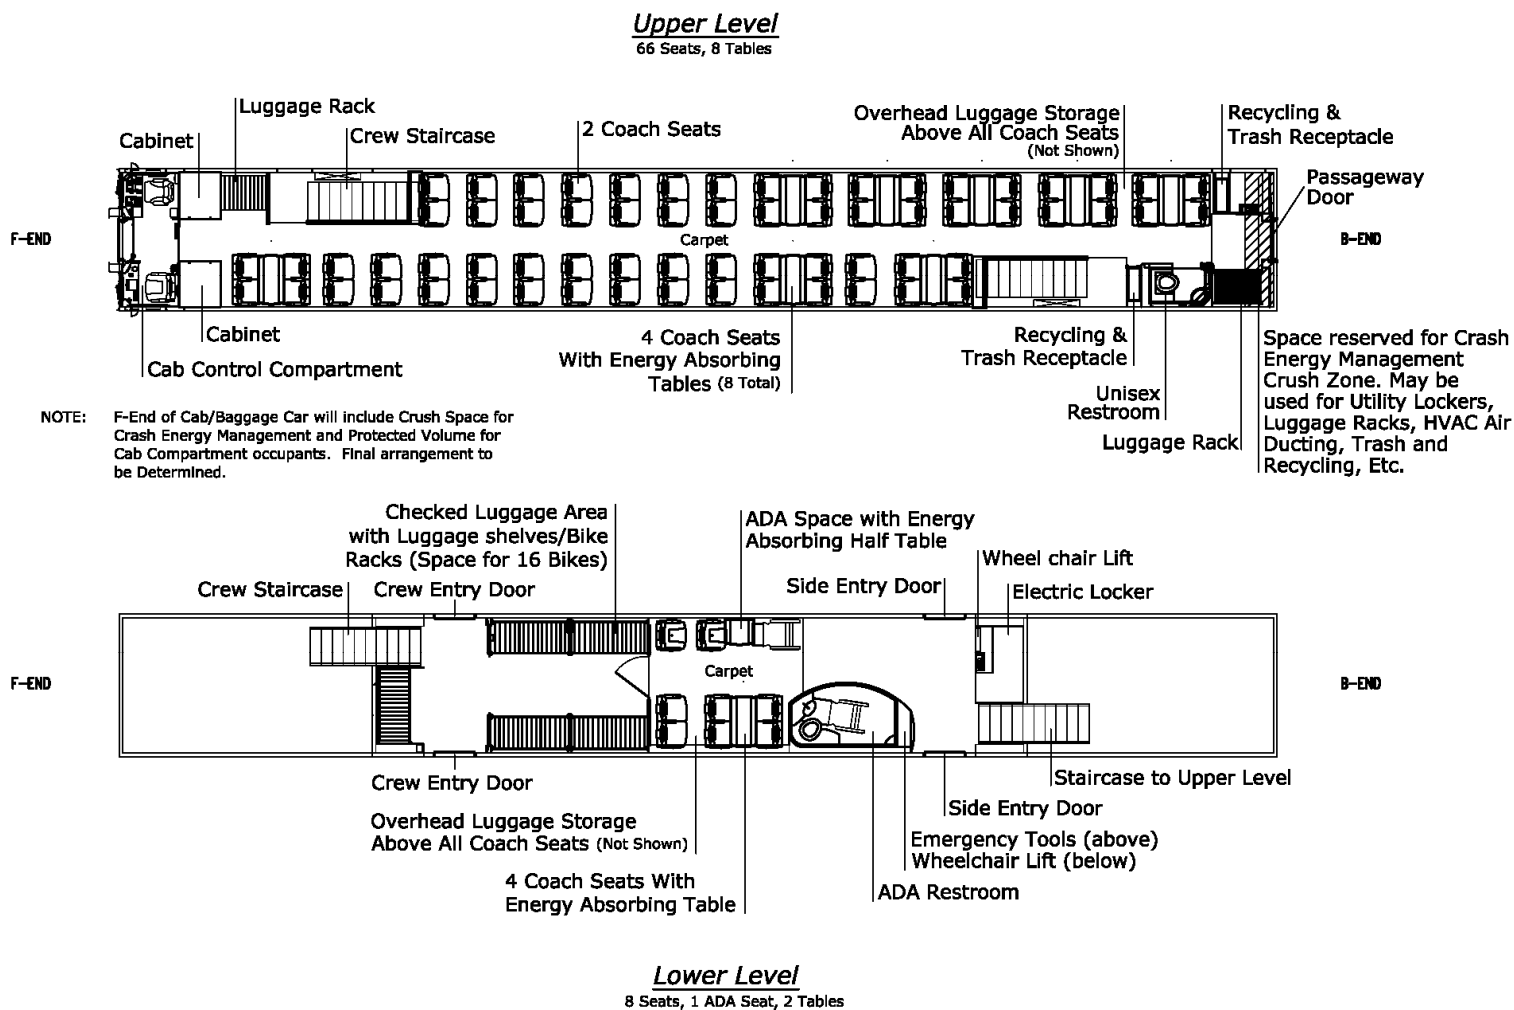 Upper Level
66 Seats, 8 Tables
Luggage Rack
Cabinet
Crew Staircase
2 Coach Seats
Overhead Luggage Storage
Above All Coach Seats
(Not Shown)
Recycling &
Trash Receptacle
Passageway
Door
F-END
Carpet
B-END
Cabinet
Cab Control Compartment
4 Coach Seats
With Energy Absorbing
Tables (8 Total)
Recycling &
Trash Receptacle
Unisex
Restroom
Luggage Rack
Space reserved for Crash
Energy Management
Crush Zone. May be
used for Utility Lockers,
Luggage Racks, HVAC Air
Ducting, Trash and
Recycling, Etc.
NOTE: F-End of Cab/Baggage Car will include Crush Space for
Crash Energy Management and Protected Volume for
Cab Compartment occupants. Final arrangement to
be Determined.
Checked Luggage Area
with Luggage shelves/Bike
Racks (Space for 16 Bikes)
ADA Space with Energy
Absorbing Half Table
Crew Staircase
Crew Entry Door
Side Entry Door
Wheel chair Lift
Electric Locker
F-END
Carpet
B-END
Crew Entry Door
Overhead Luggage Storage
Above All Coach Seats (Not Shown)
4 Coach Seats With
Energy Absorbing Table
Staircase to Upper Level
Side Entry Door
Emergency Tools (above)
Wheelchair Lift (below)
ADA Restroom
Lower Level
8 Seats, 1 ADA Seat, 2 Tables